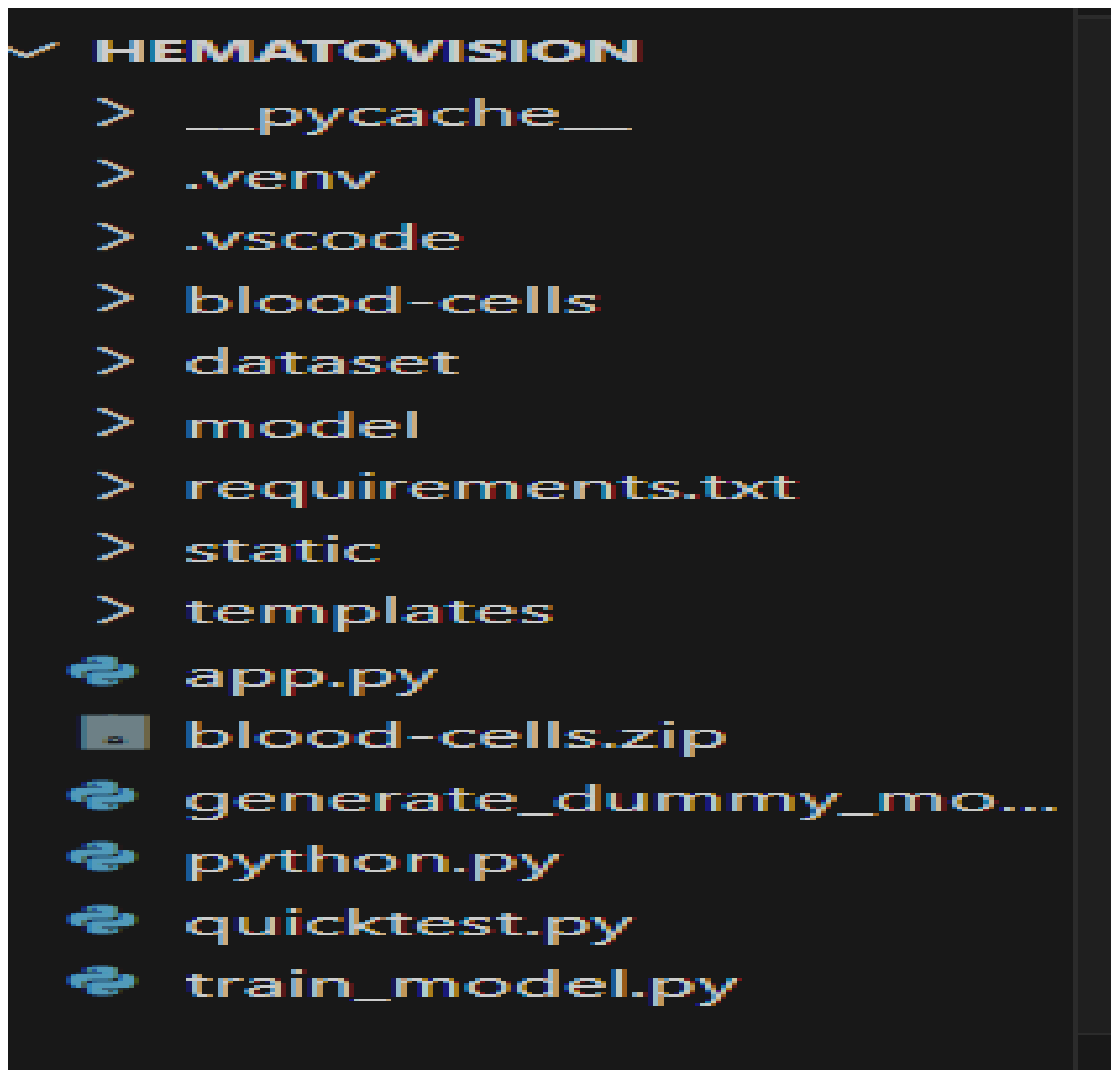 HEMATOVISION
__pycache__
.venv
.vscode
blood-cells
dataset
model
requirements.txt
static
templates
app.py
blood-cells.zip
generate_dummy_mo...
python.py
quicktest.py
train_model.py